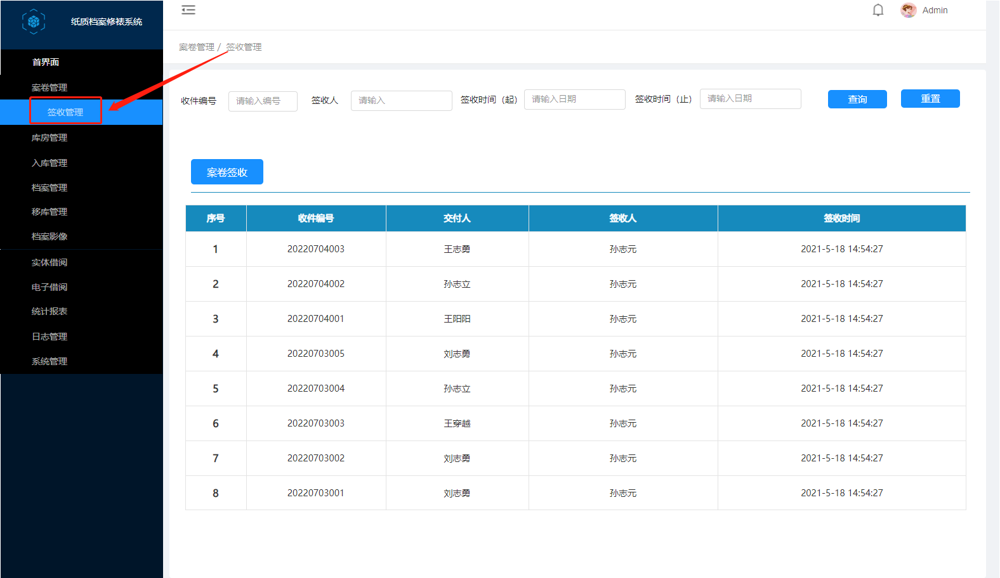 纸质档案修裱系统
Admin
首界面
案卷管理
签收管理
库房管理
入库管理
档案管理
移库管理
档案影像
实体借阅
电子借阅
统计报表
日志管理
系统管理
案卷管理 / 签收管理
收件编号 请输入编号 签收人 请输入 签收时间（起） 请输入日期 签收时间（止） 请输入日期 查询 重置
案卷签收
序号 收件编号 交付人 签收人 签收时间
1 20220704003 王志勇 孙志元 2021-5-18 14:54:27
2 20220704002 孙志立 孙志元 2021-5-18 14:54:27
3 20220704001 王阳阳 孙志元 2021-5-18 14:54:27
4 20220703005 刘志勇 孙志元 2021-5-18 14:54:27
5 20220703004 孙志立 孙志元 2021-5-18 14:54:27
6 20220703003 王穿越 孙志元 2021-5-18 14:54:27
7 20220703002 刘志勇 孙志元 2021-5-18 14:54:27
8 20220703001 刘志勇 孙志元 2021-5-18 14:54:27